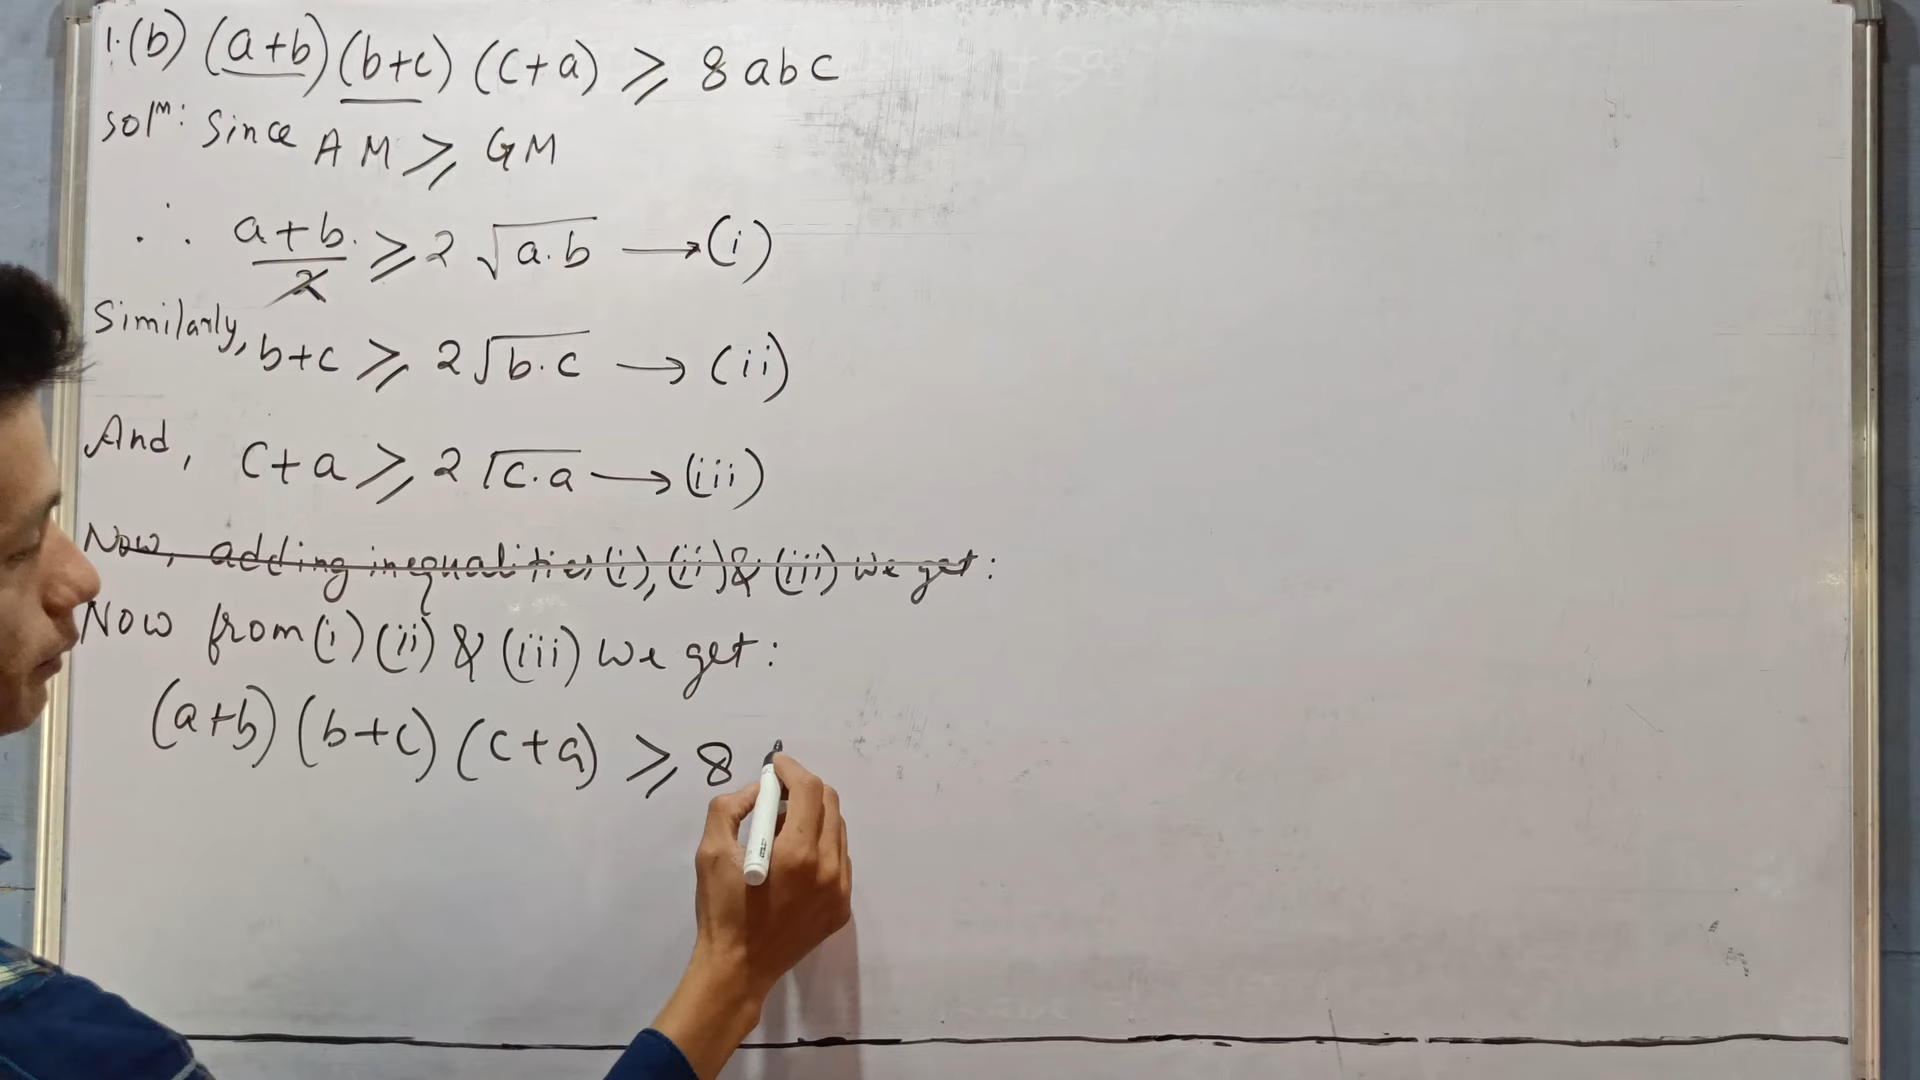 1.(b) (a+b)(b+c)(c+a) ⩾ 8abc
Solⁿ: Since AM ⩾ GM
∴ a+b/2 ⩾ 2√a.b ⟶ (i)
Similarly, b+c ⩾ 2√b.c ⟶ (ii)
And, c+a ⩾ 2√c.a ⟶ (iii)
Now, adding inequalities (i), (ii) & (iii) we get:
Now from (i) (ii) & (iii) we get:
(a+b)(b+c)(c+a) ⩾ 8